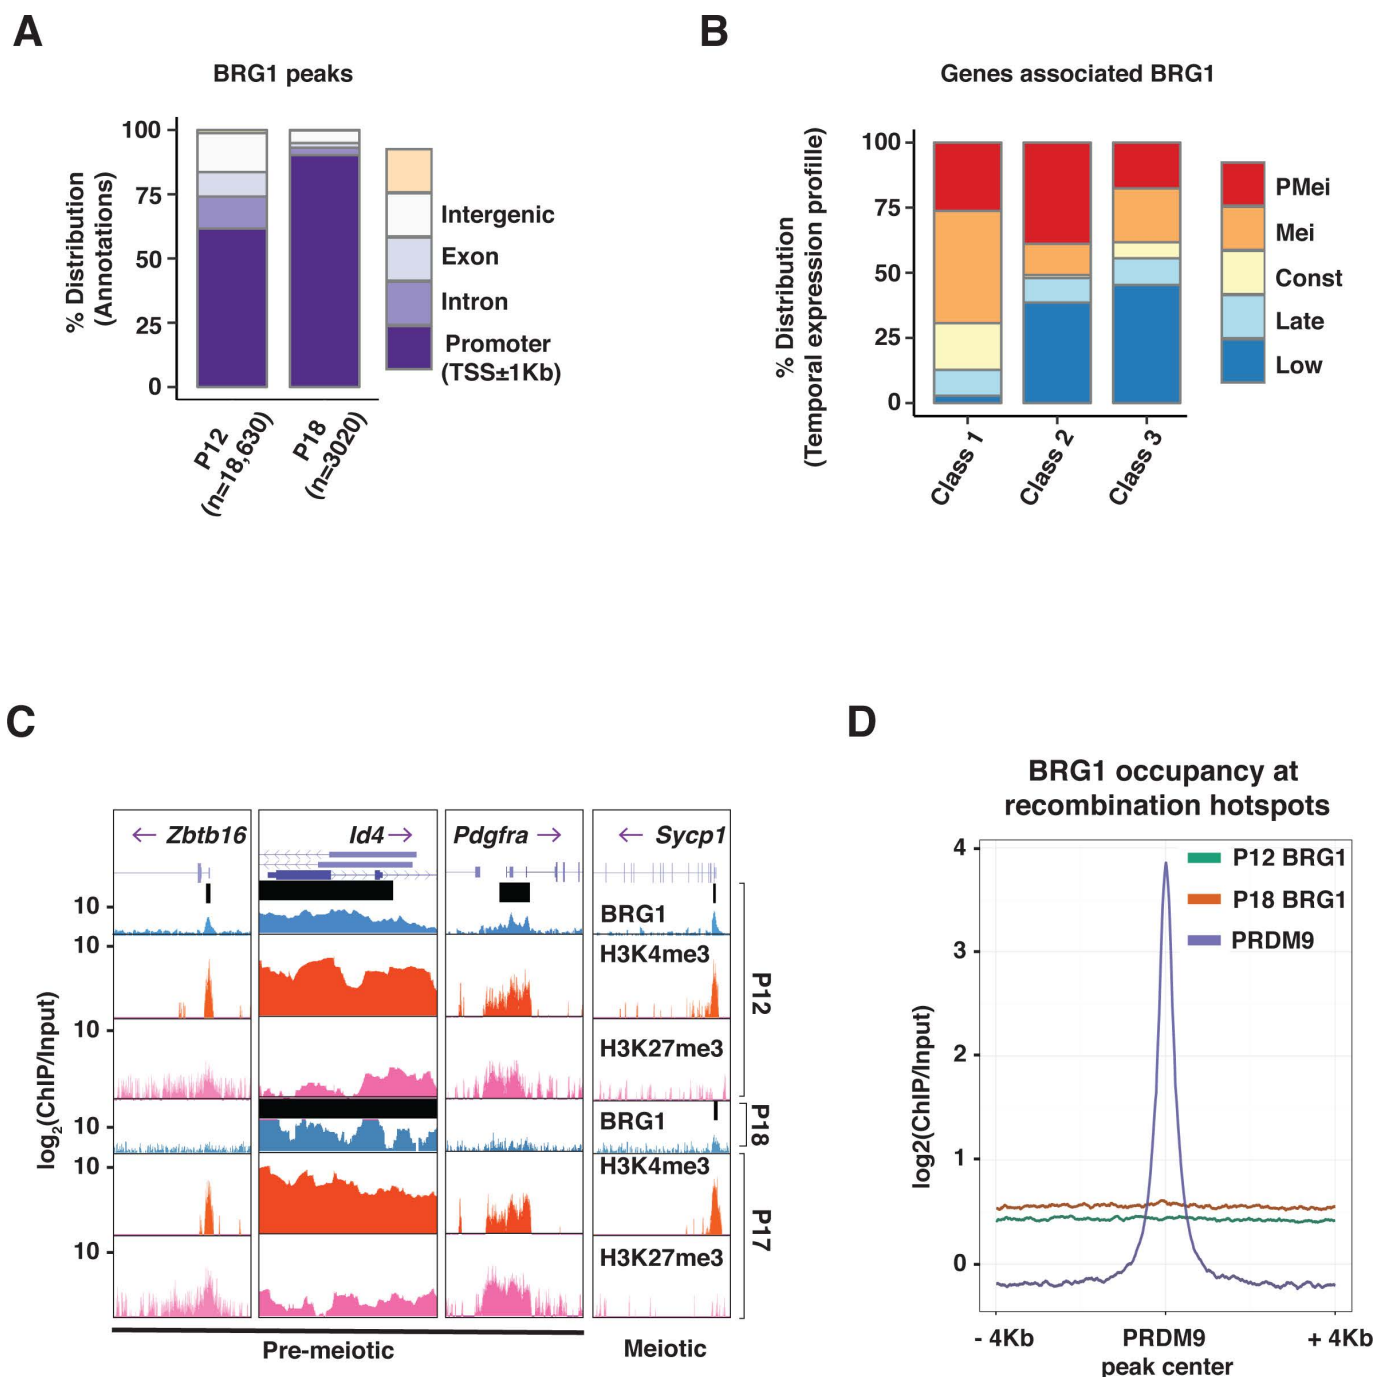 A
BRG1 peaks
% Distribution
(Annotations)
100
75
50
25
0
P12
(n=18,630)
P18
(n=3020)
Intergenic
Exon
Intron
Promoter
(TSS±1Kb)
B
Genes associated BRG1
% Distribution
(Temporal expression profille)
100
75
50
25
0
Class 1
Class 2
Class 3
PMei
Mei
Const
Late
Low
C
log2(ChIP/Input)
← Zbtb16
Id4 →
Pdgfra →
← Sycp1
10
BRG1
10
H3K4me3
10
H3K27me3
P12
10
BRG1
P18
10
H3K4me3
10
H3K27me3
P17
Pre-meiotic
Meiotic
D
BRG1 occupancy at
recombination hotspots
log2(ChIP/Input)
4
3
2
1
0
P12 BRG1
P18 BRG1
PRDM9
- 4Kb
PRDM9
peak center
+ 4Kb